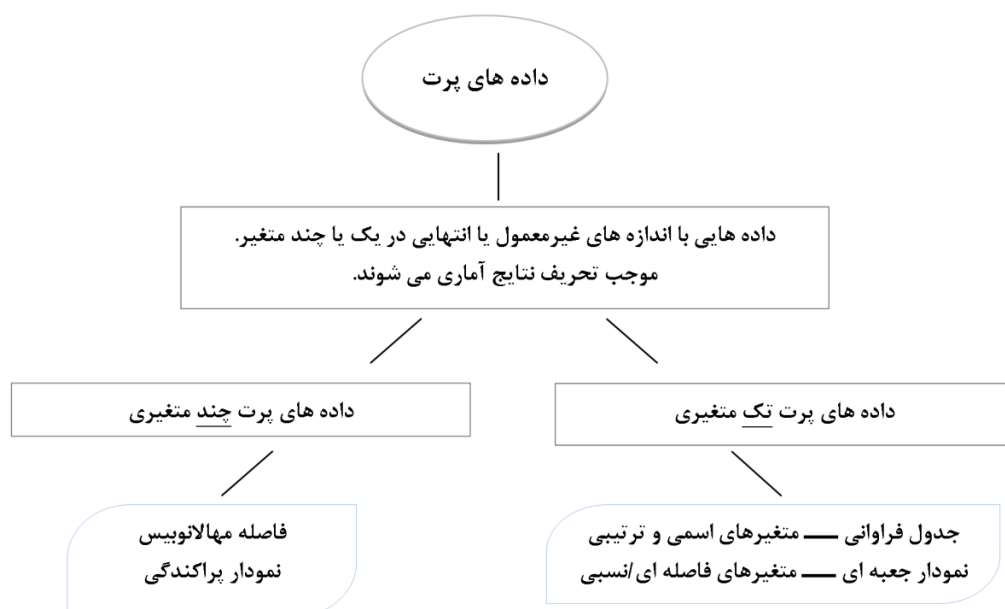 داده های پرت
داده هایی با اندازه های غیرمعمول یا انتهایی در یک یا چند متغیر.
موجب تحریف نتایج آماری می شوند.
داده های پرت تک متغیری
داده های پرت چند متغیری
جدول فراوانی ـــــ متغیرهای اسمی و ترتیبی
نمودار جعبه ای ـــــ متغیرهای فاصله ای/نسبی
فاصله مهالانوبیس
نمودار پراکندگی